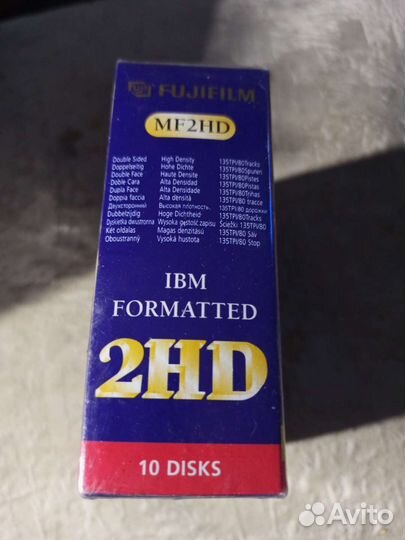 FUJIFILM
MF2HD
Double Sided High Density 135TPI/80Tracks
Doppelseitig Hohe Dichte 135TPI/80Spuren
Double Face Haute Densite 135TPI/80Pistes
Doble Cara Alta Densidad 135TPI/80Pistas
Dupla Face Alta Densidade 135TPI/80Trilhas
Doppia faccia Alta densità 135TPI/80 tracce
Двухсторонний Высокая плотность 135TPI/80 дорожки
Dubbelzijdig Hoge Dichtheid 135TPI/80Tracks
Dyskietka dwustronna Wysoka gęstość zapisu Ścieżki 135TPI/80
Két oldalas Magas denzitású 135TPI/80 Sáv
Oboustranný Vysoká hustota 135TPI/80 Stop
IBM
FORMATTED
2HD
10 DISKS
Avito